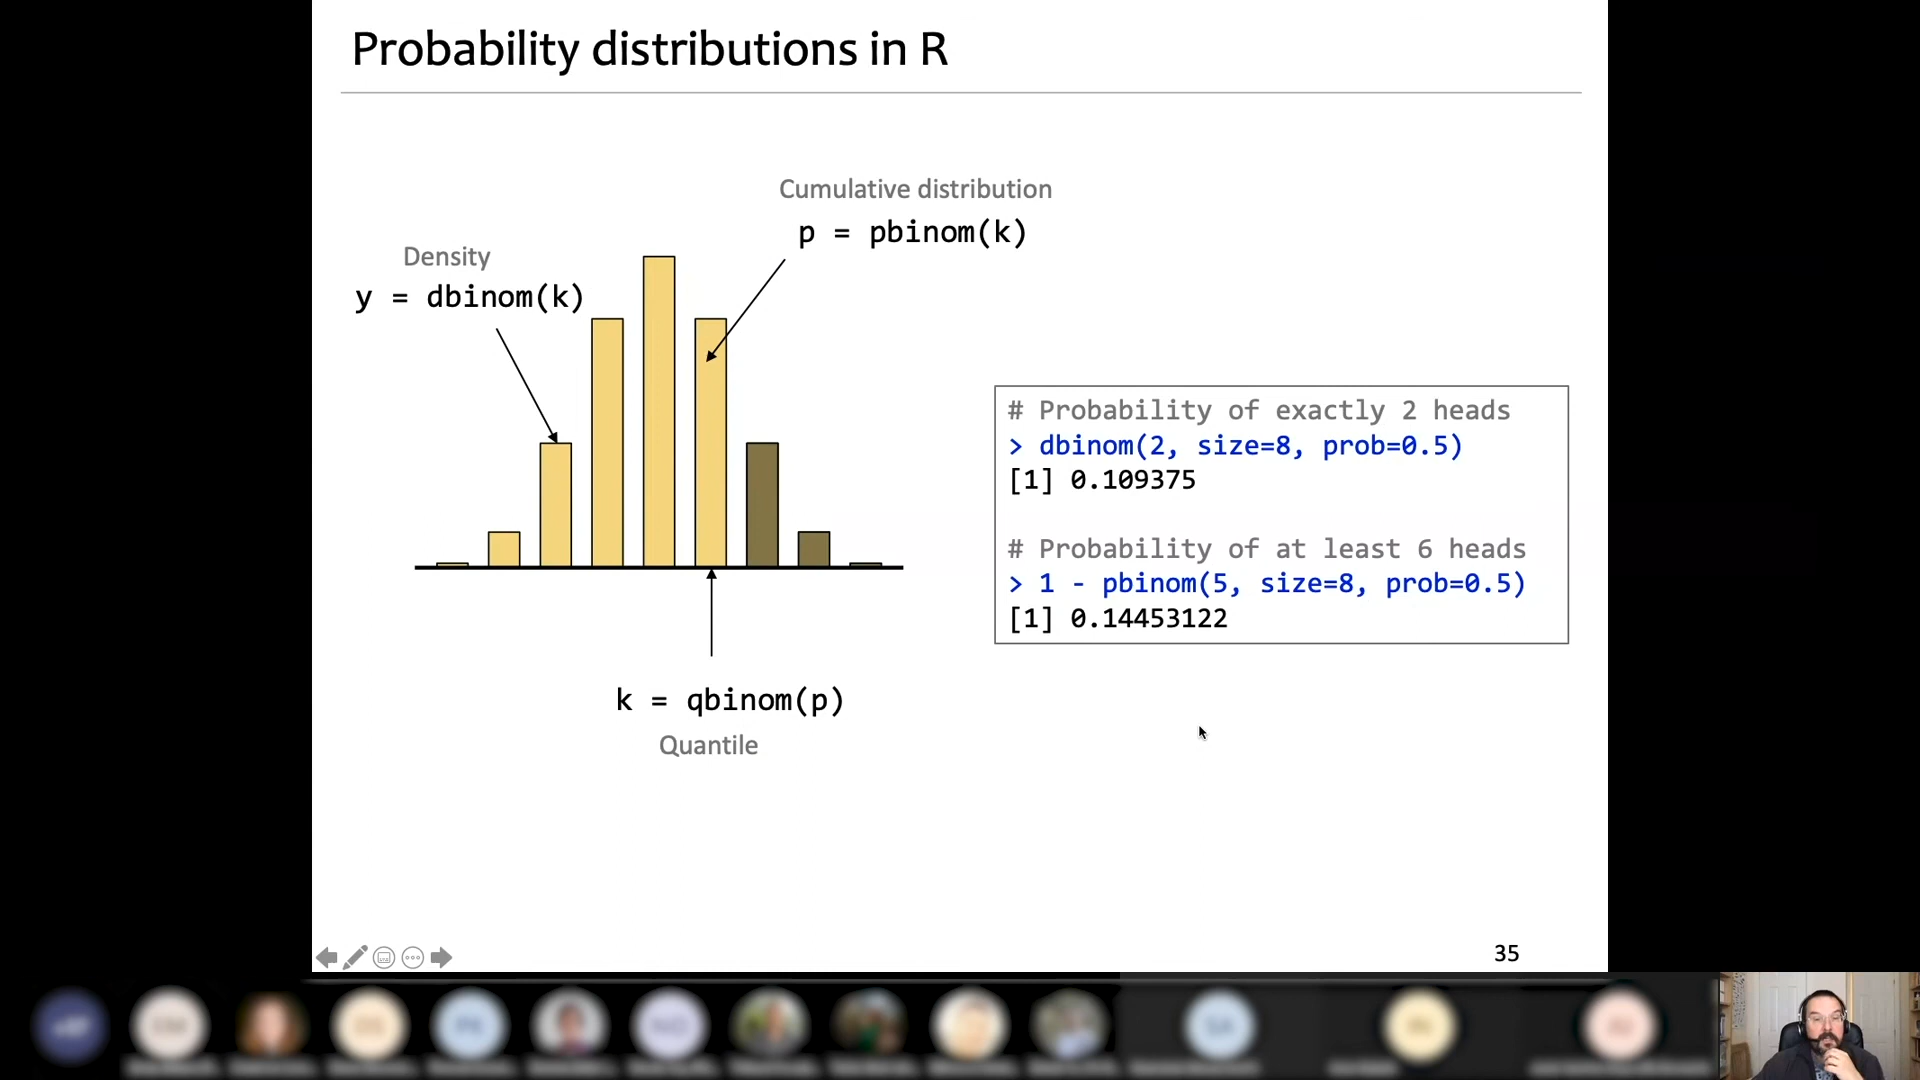 Probability distributions in R
Cumulative distribution
p = pbinom(k)
Density
y = dbinom(k)
# Probability of exactly 2 heads
> dbinom(2, size=8, prob=0.5)
[1] 0.109375
# Probability of at least 6 heads
> 1 - pbinom(5, size=8, prob=0.5)
[1] 0.14453122
k = qbinom(p)
Quantile
35